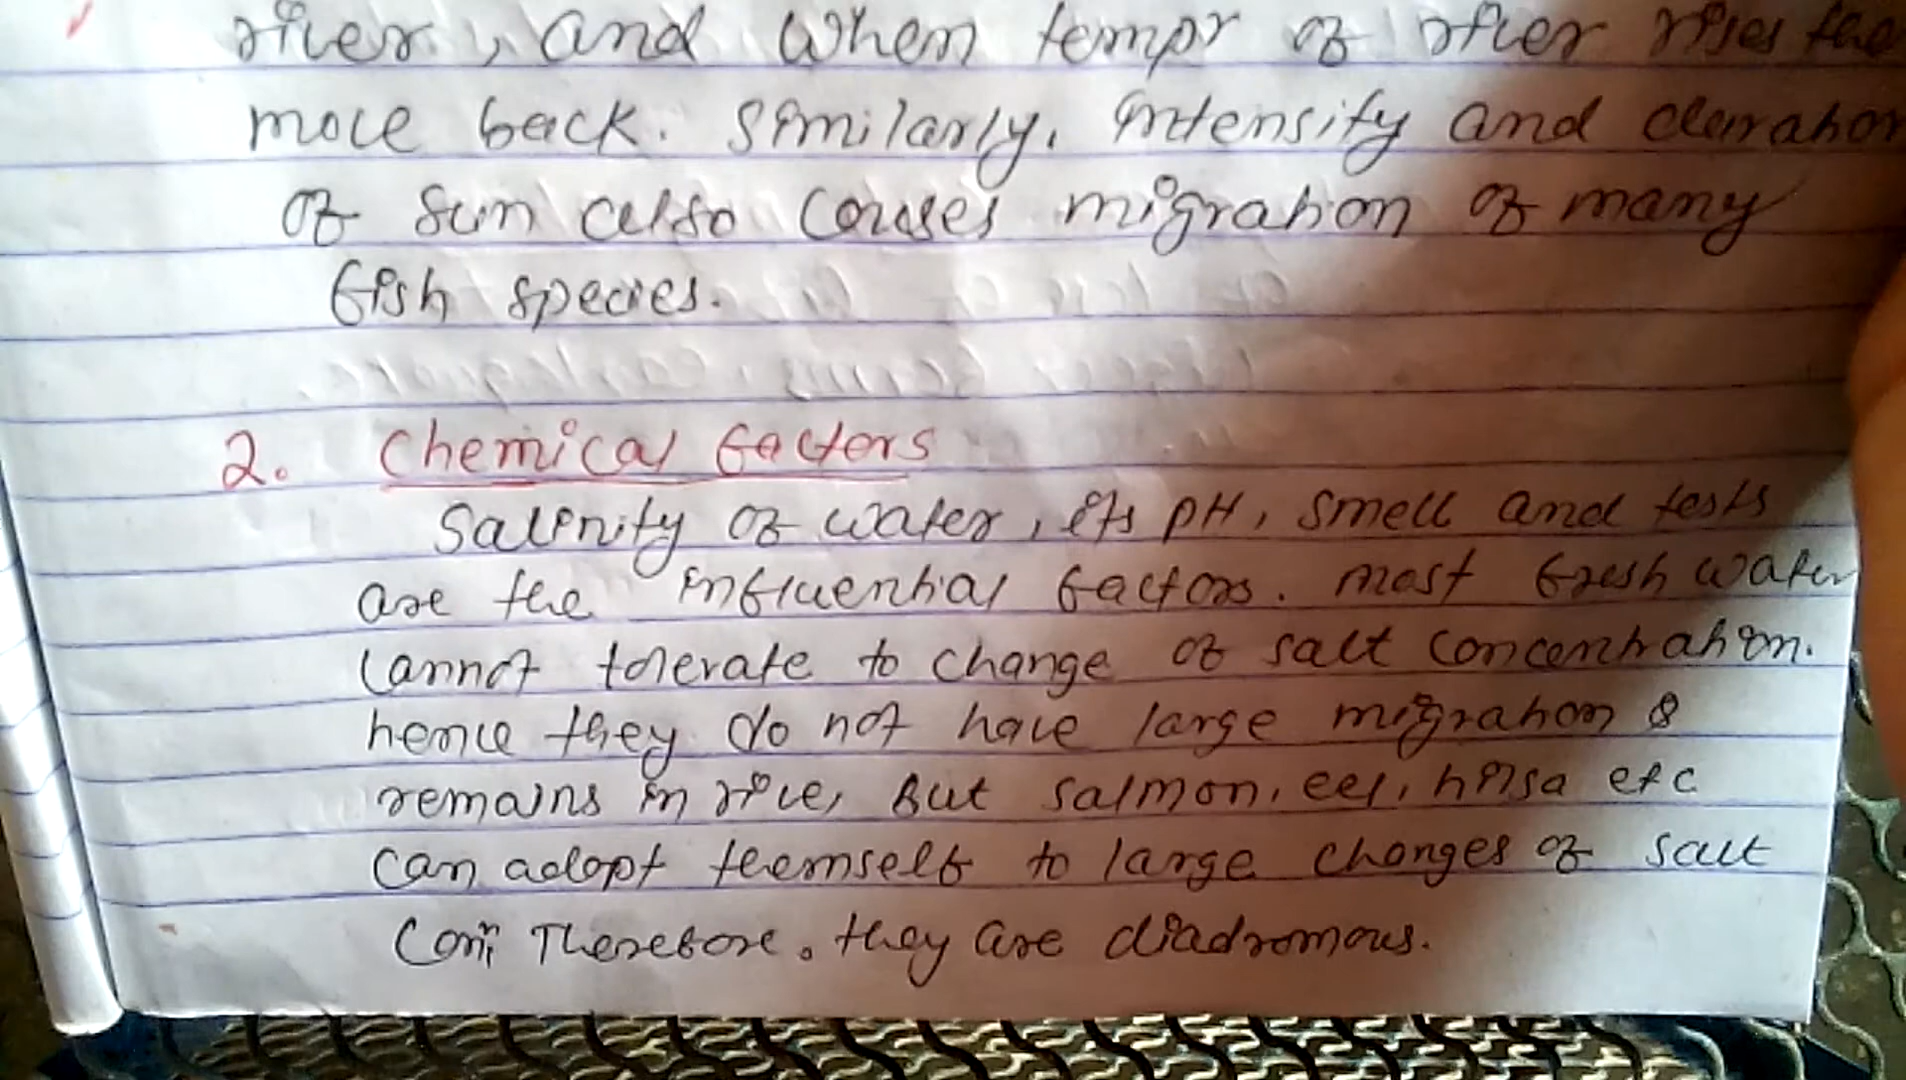 river, and when tempr of river rises the
move back. Similarly, intensity and duration
of sun also causes migration of many
fish species.
2. Chemical factors
Salinity of water, its pH, smell and tests
are the influential factors. most fresh water
cannot tolerate to change of salt concentration.
hence they do not have large migration &
remains in river, But salmon, eel, hilsa etc
can adopt themself to large changes of salt
Con Therefore, they are diadromous.